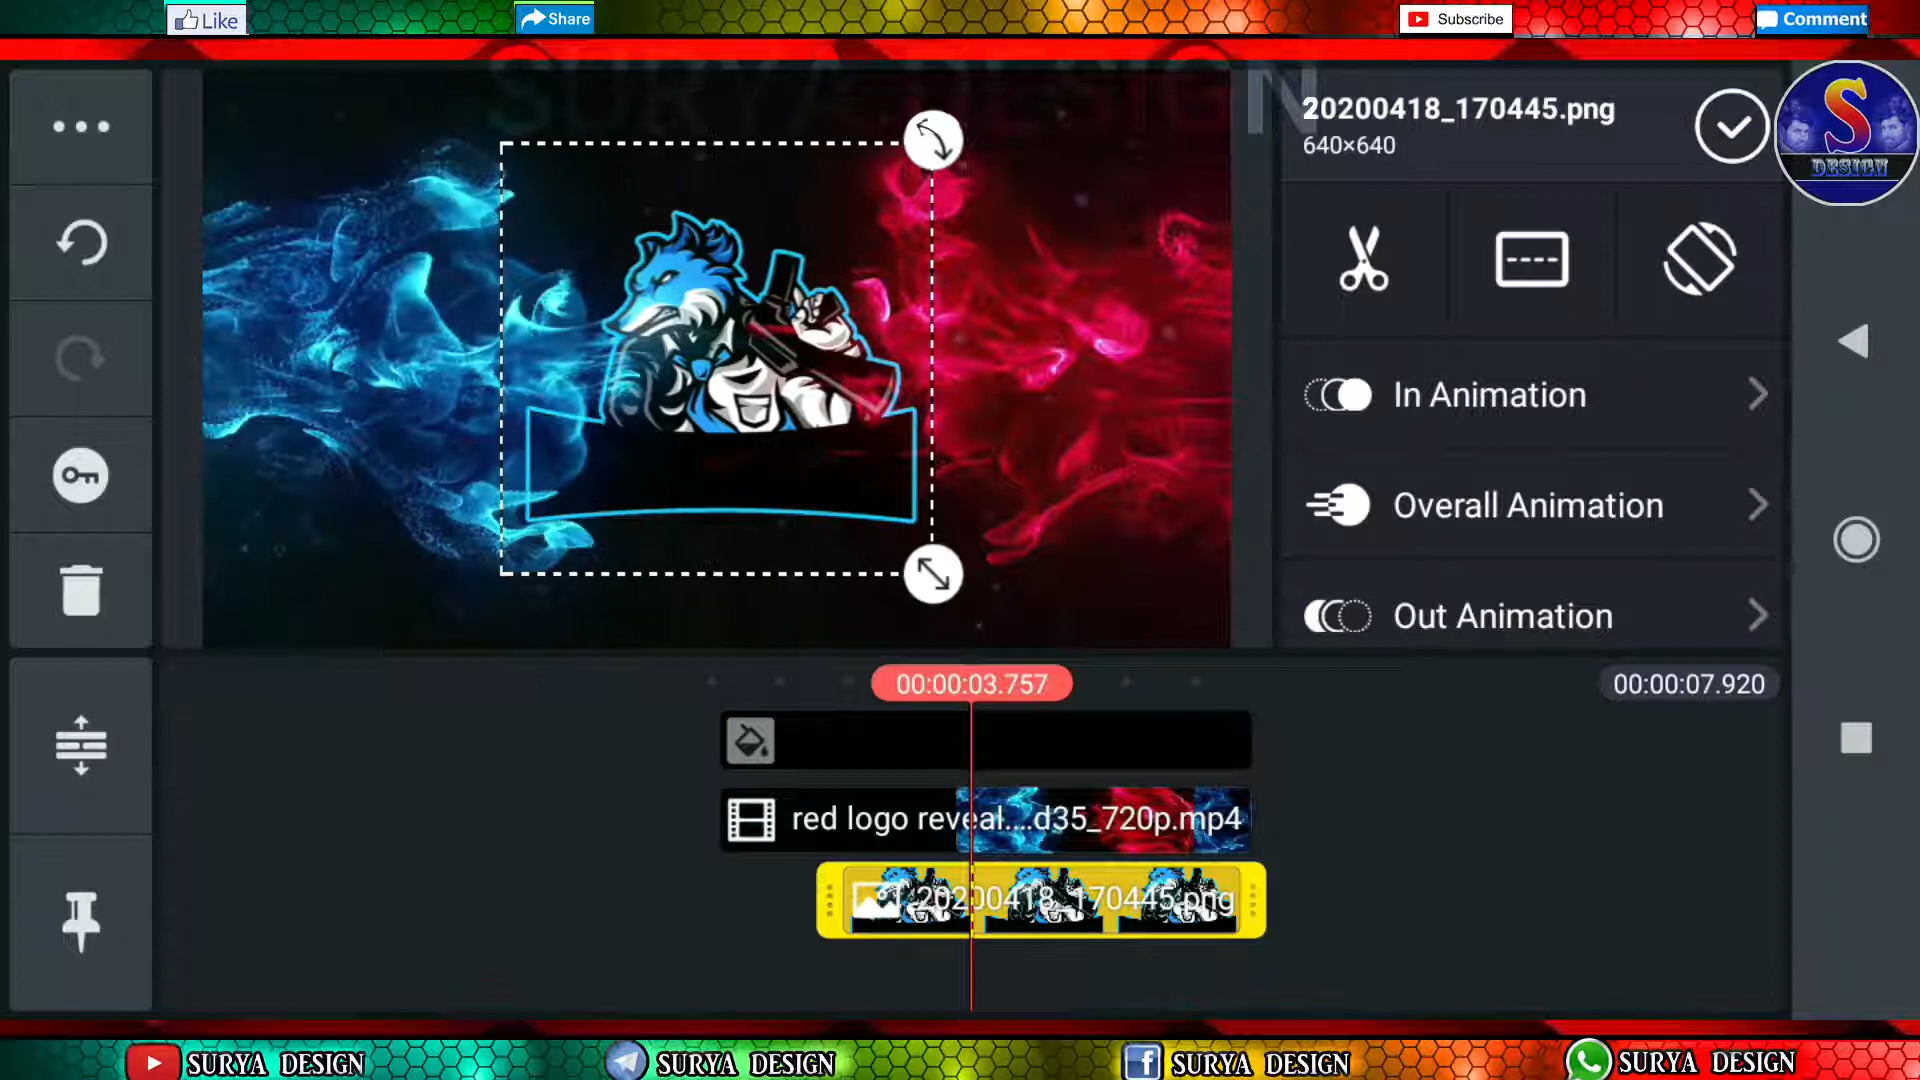 Like
Share
Subscribe
Comment
SURYA DESIGN
20200418_170445.png
640×640
S
DESIGN
In Animation
Overall Animation
Out Animation
00:00:03.757
00:00:07.920
red logo reveal....d35_720p.mp4
20200418_170445.png
SURYA DESIGN
SURYA DESIGN
SURYA DESIGN
SURYA DESIGN